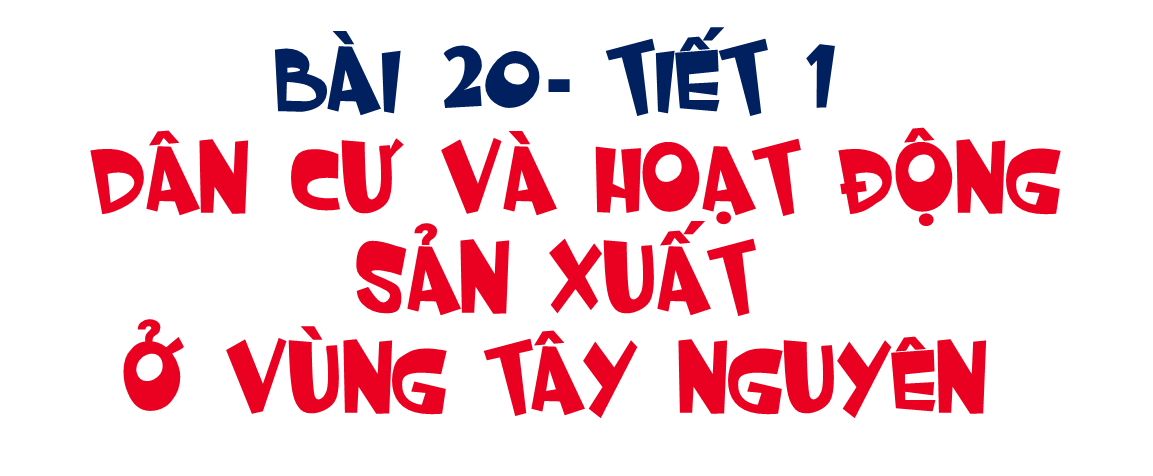 BÀI 20- TIẾT 1
DÂN CƯ VÀ HOẠT ĐỘNG
SẢN XUẤT
Ở VÙNG TÂY NGUYÊN